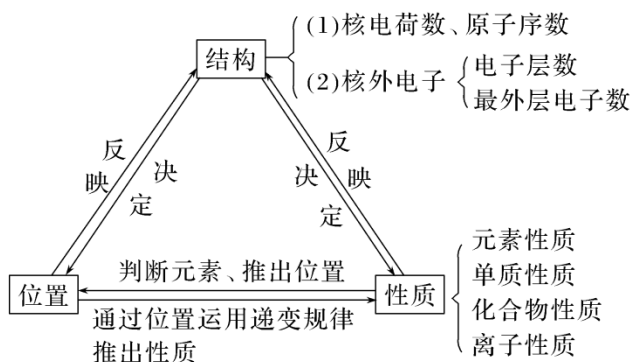 结构
(1)核电荷数、原子序数
(2)核外电子
电子层数
最外层电子数
反映
决定
反映
决定
位置
判断元素、推出位置
通过位置运用递变规律
推出性质
性质
元素性质
单质性质
化合物性质
离子性质